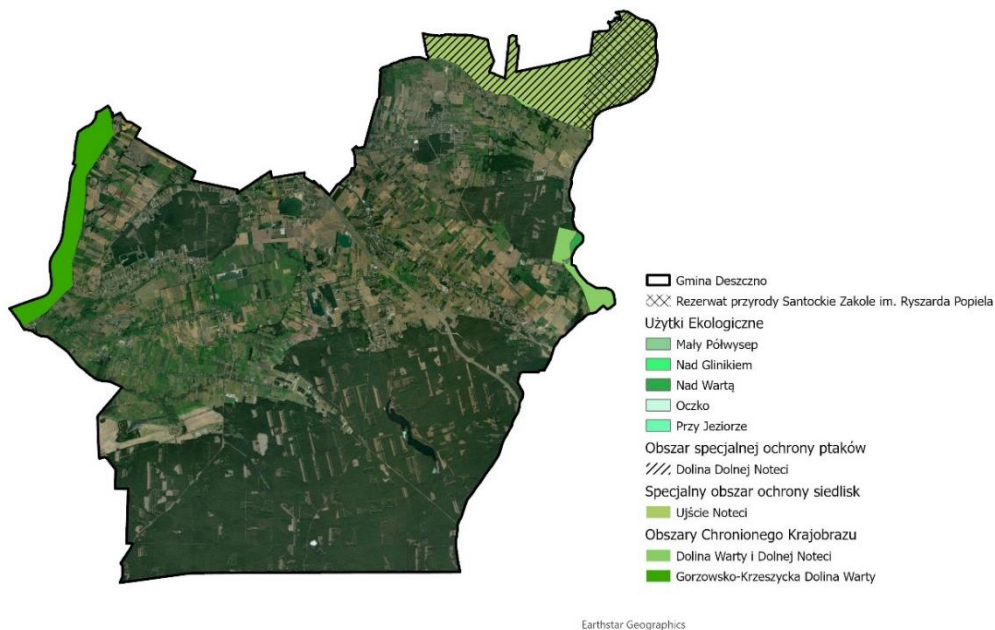 Gmina Deszczno
Rezerwat przyrody Santockie Zakole im. Ryszarda Popiela
Użytki Ekologiczne
Mały Półwysep
Nad Glinikiem
Nad Wartą
Oczko
Przy Jeziorze
Obszar specjalnej ochrony ptaków
Dolina Dolnej Noteci
Specjalny obszar ochrony siedlisk
Ujście Noteci
Obszary Chronionego Krajobrazu
Dolina Warty i Dolnej Noteci
Gorzowsko-Krzeszycka Dolina Warty
Earthstar Geographics